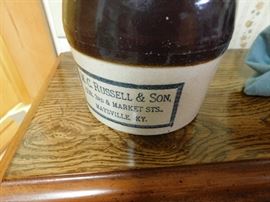 RUSSELL & SON,
& MARKET STS.,
MAYSVILLE, KY.